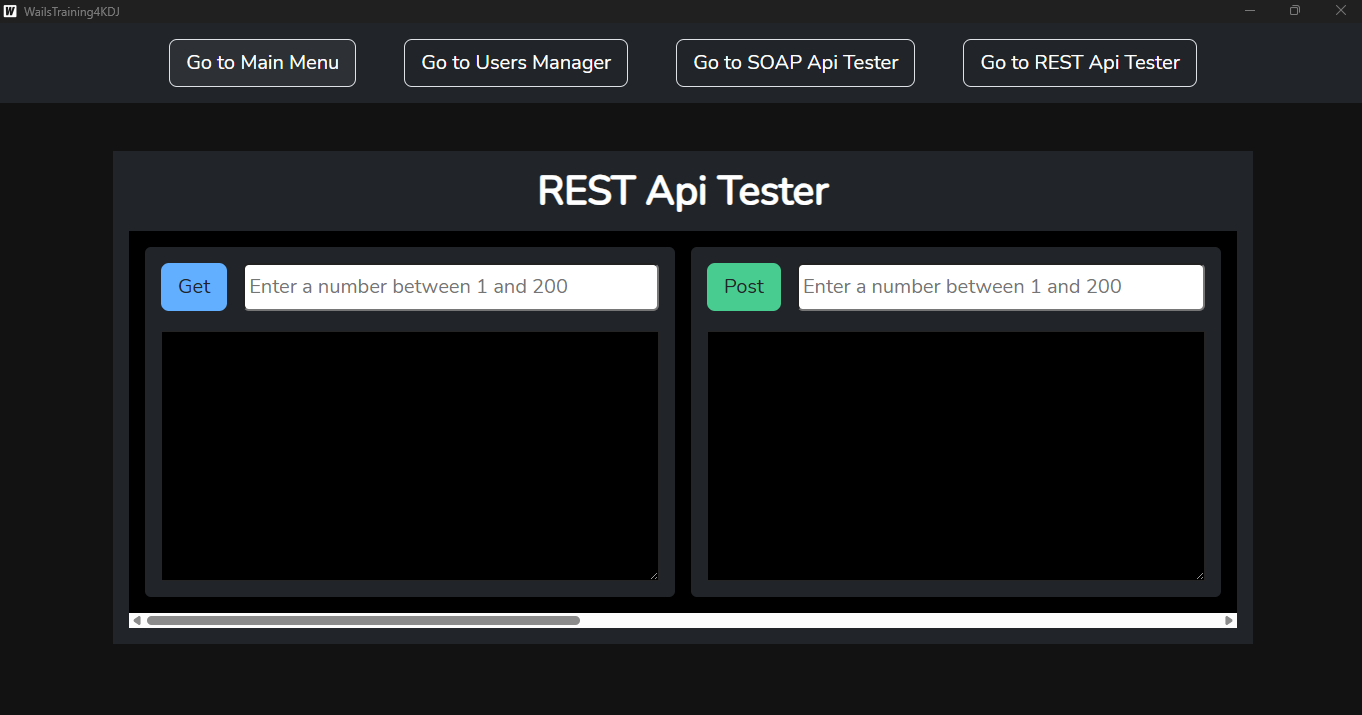 W WailsTraining4KDJ
Go to Main Menu Go to Users Manager Go to SOAP Api Tester Go to REST Api Tester
REST Api Tester
Get Enter a number between 1 and 200 Post Enter a number between 1 and 200